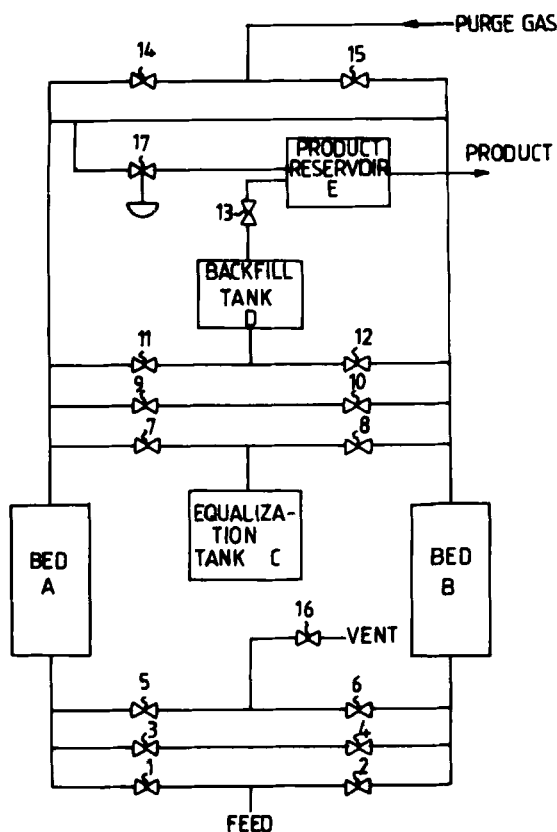 PURGE GAS
14
15
17
PRODUCT
RESERVOIR
E
PRODUCT
13
BACKFILL
TANK
D
11
12
9
10
7
8
EQUALIZA-
TION
TANK C
BED
A
BED
B
16
VENT
5
6
3
4
1
2
FEED